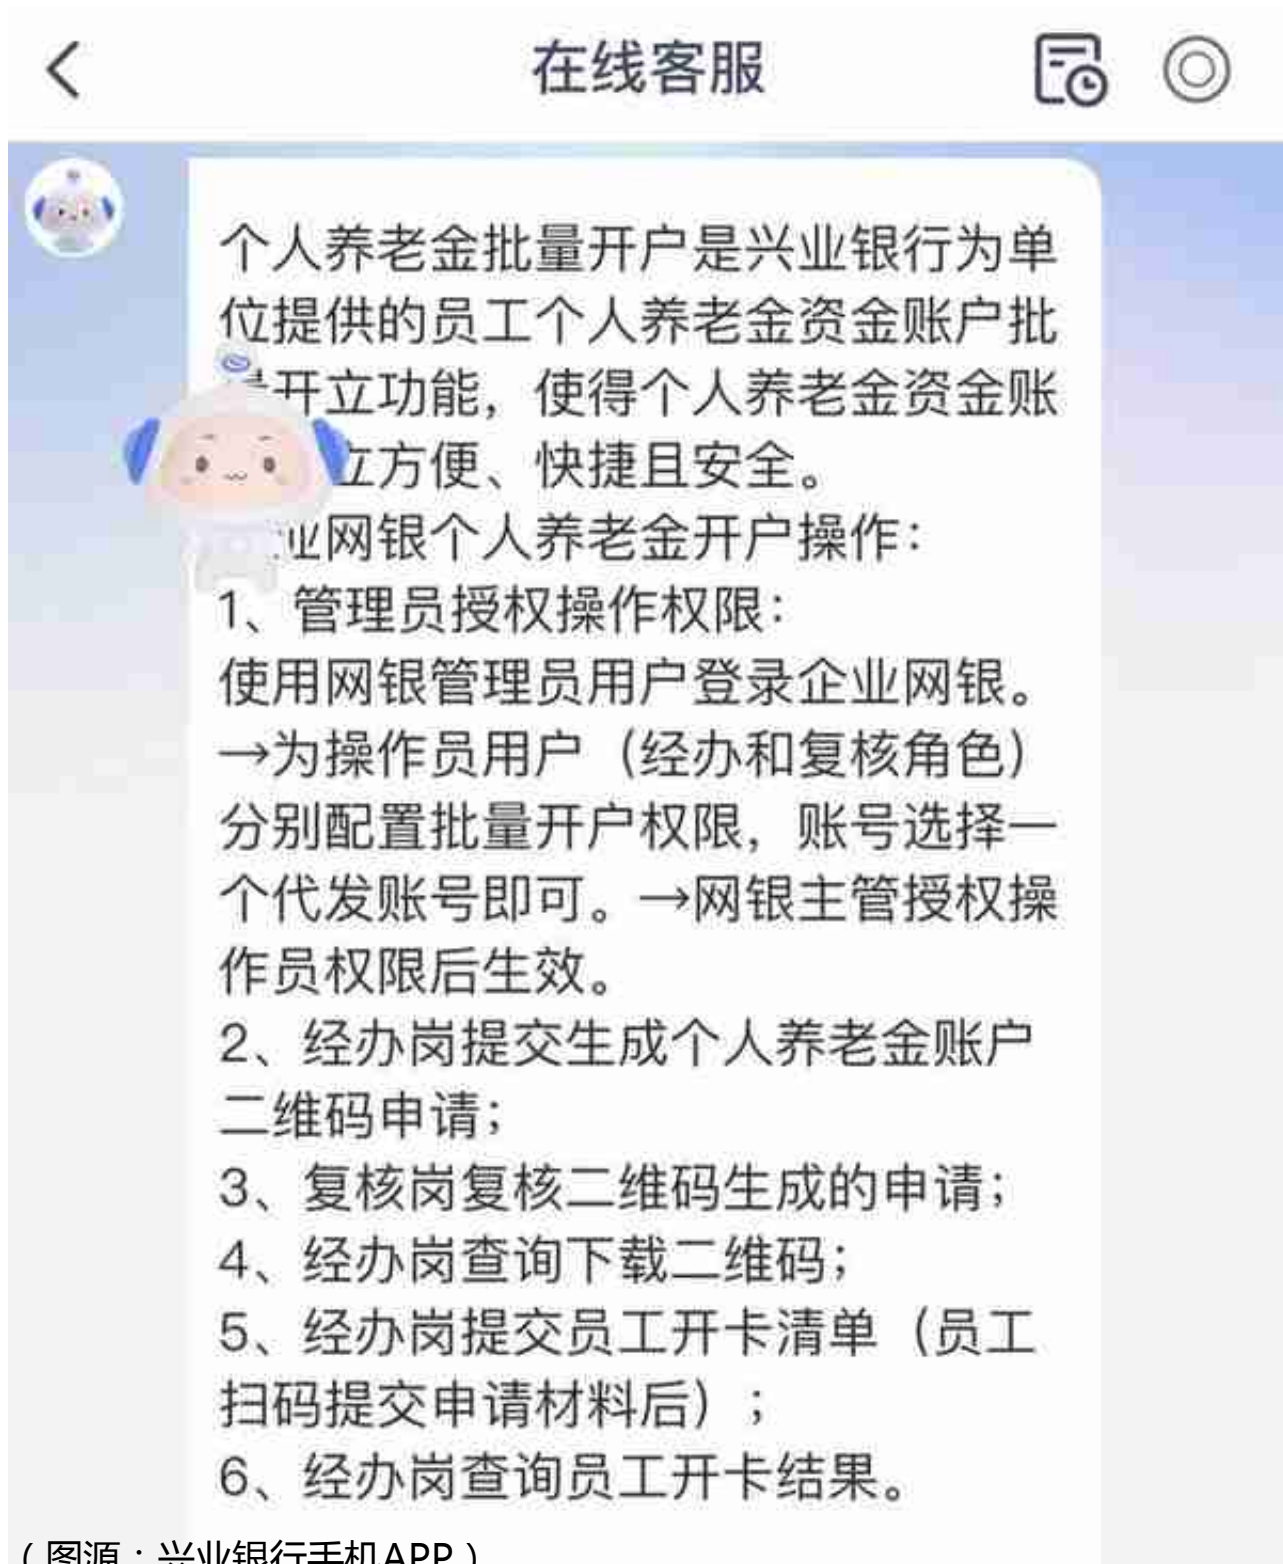 在线客服
个人养老金批量开户是兴业银行为单
位提供的员工个人养老金资金账户批
开立功能，使得个人养老金资金账
立方便、快捷且安全。
业网银个人养老金开户操作：
1、管理员授权操作权限：
使用网银管理员用户登录企业网银。
→为操作员用户（经办和复核角色）
分别配置批量开户权限，账号选择一
个代发账号即可。→网银主管授权操
作员权限后生效。
2、经办岗提交生成个人养老金账户
二维码申请；
3、复核岗复核二维码生成的申请；
4、经办岗查询下载二维码；
5、经办岗提交员工开卡清单（员工
扫码提交申请材料后）；
6、经办岗查询员工开卡结果。
（图源：兴业银行手机APP）